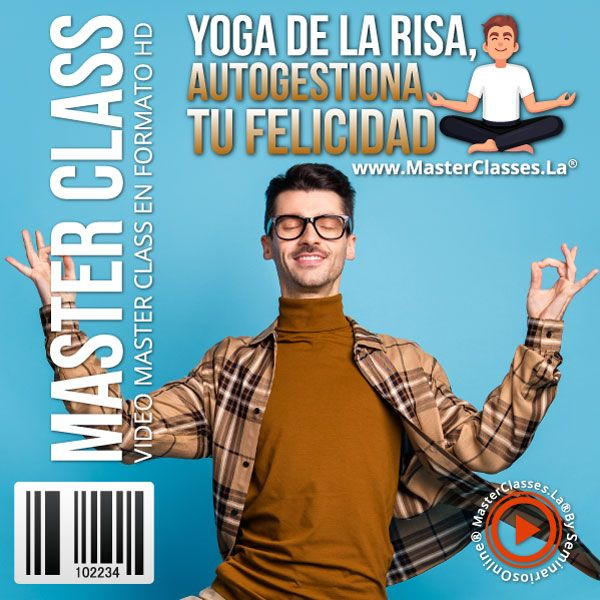 YOGA DE LA RISA,
AUTOGESTIONA
TU FELICIDAD
www.MasterClasses.La®
MASTER CLASS
VIDEO MASTER CLASS EN FORMATO HD
102234
MasterClasses.La®By SeminariosOnline®